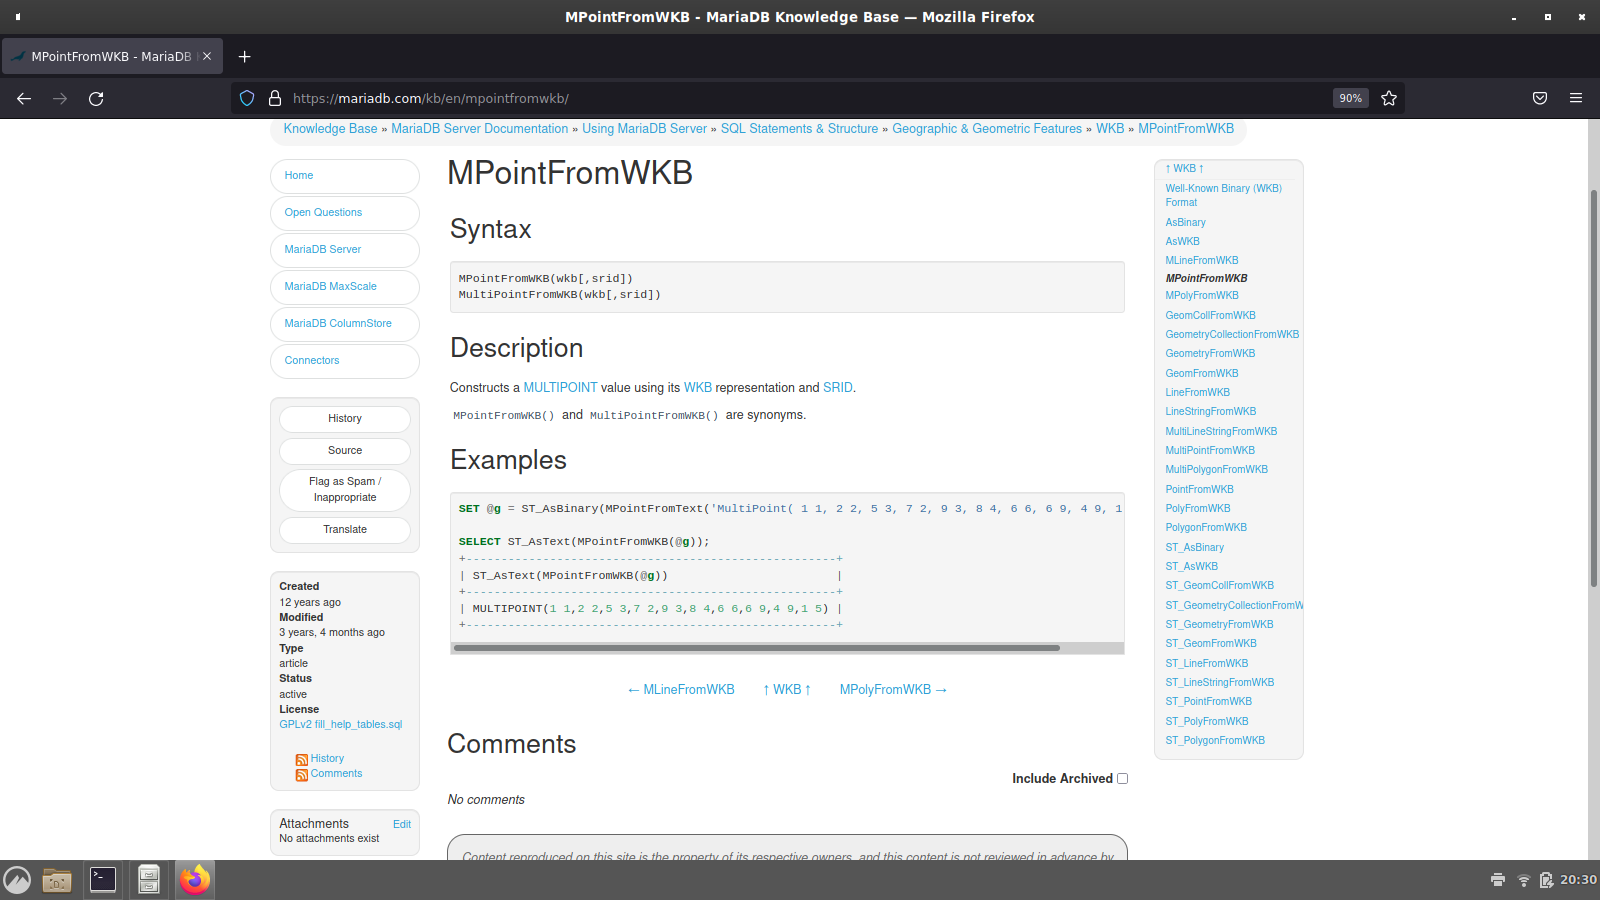 MPointFromWKB - MariaDB Knowledge Base — Mozilla Firefox
MPointFromWKB - MariaDB
https://mariadb.com/kb/en/mpointfromwkb/
90%
Knowledge Base » MariaDB Server Documentation » Using MariaDB Server » SQL Statements & Structure » Geographic & Geometric Features » WKB » MPointFromWKB
Home
Open Questions
MariaDB Server
MariaDB MaxScale
MariaDB ColumnStore
Connectors
History
Source
Flag as Spam /
Inappropriate
Translate
Created
12 years ago
Modified
3 years, 4 months ago
Type
article
Status
active
License
GPLv2 fill_help_tables.sql
History
Comments
Attachments Edit
No attachments exist
MPointFromWKB
Syntax
MPointFromWKB(wkb[,srid])
MultiPointFromWKB(wkb[,srid])
Description
Constructs a MULTIPOINT value using its WKB representation and SRID.
MPointFromWKB() and MultiPointFromWKB() are synonyms.
Examples
SET @g = ST_AsBinary(MPointFromText('MultiPoint( 1 1, 2 2, 5 3, 7 2, 9 3, 8 4, 6 6, 6 9, 4 9, 1
SELECT ST_AsText(MPointFromWKB(@g));
+-----------------------------------------------------+
| ST_AsText(MPointFromWKB(@g)) |
+-----------------------------------------------------+
| MULTIPOINT(1 1,2 2,5 3,7 2,9 3,8 4,6 6,6 9,4 9,1 5) |
+-----------------------------------------------------+
← MLineFromWKB ↑ WKB ↑ MPolyFromWKB →
Comments
Include Archived
No comments
Content reproduced on this site is the property of its respective owners, and this content is not reviewed in advance by
↑ WKB ↑
Well-Known Binary (WKB)
Format
AsBinary
AsWKB
MLineFromWKB
MPointFromWKB
MPolyFromWKB
GeomCollFromWKB
GeometryCollectionFromWKB
GeometryFromWKB
GeomFromWKB
LineFromWKB
LineStringFromWKB
MultiLineStringFromWKB
MultiPointFromWKB
MultiPolygonFromWKB
PointFromWKB
PolyFromWKB
PolygonFromWKB
ST_AsBinary
ST_AsWKB
ST_GeomCollFromWKB
ST_GeometryCollectionFromW
ST_GeometryFromWKB
ST_GeomFromWKB
ST_LineFromWKB
ST_LineStringFromWKB
ST_PointFromWKB
ST_PolyFromWKB
ST_PolygonFromWKB
20:30